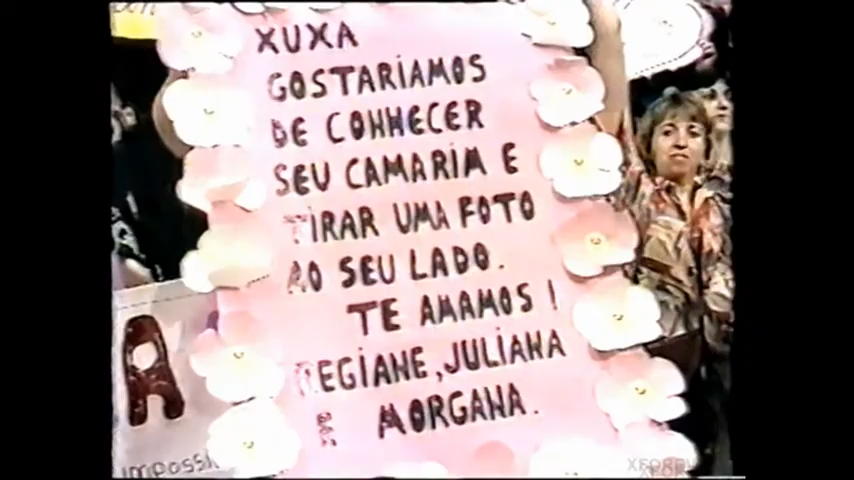 XUXA
GOSTARIAMOS
DE CONHECER
SEU CAMARIM E
TIRAR UMA FOTO
AO SEU LADO.
TE AMAMOS!
REGIANE, JULIANA
E MORGANA.
A